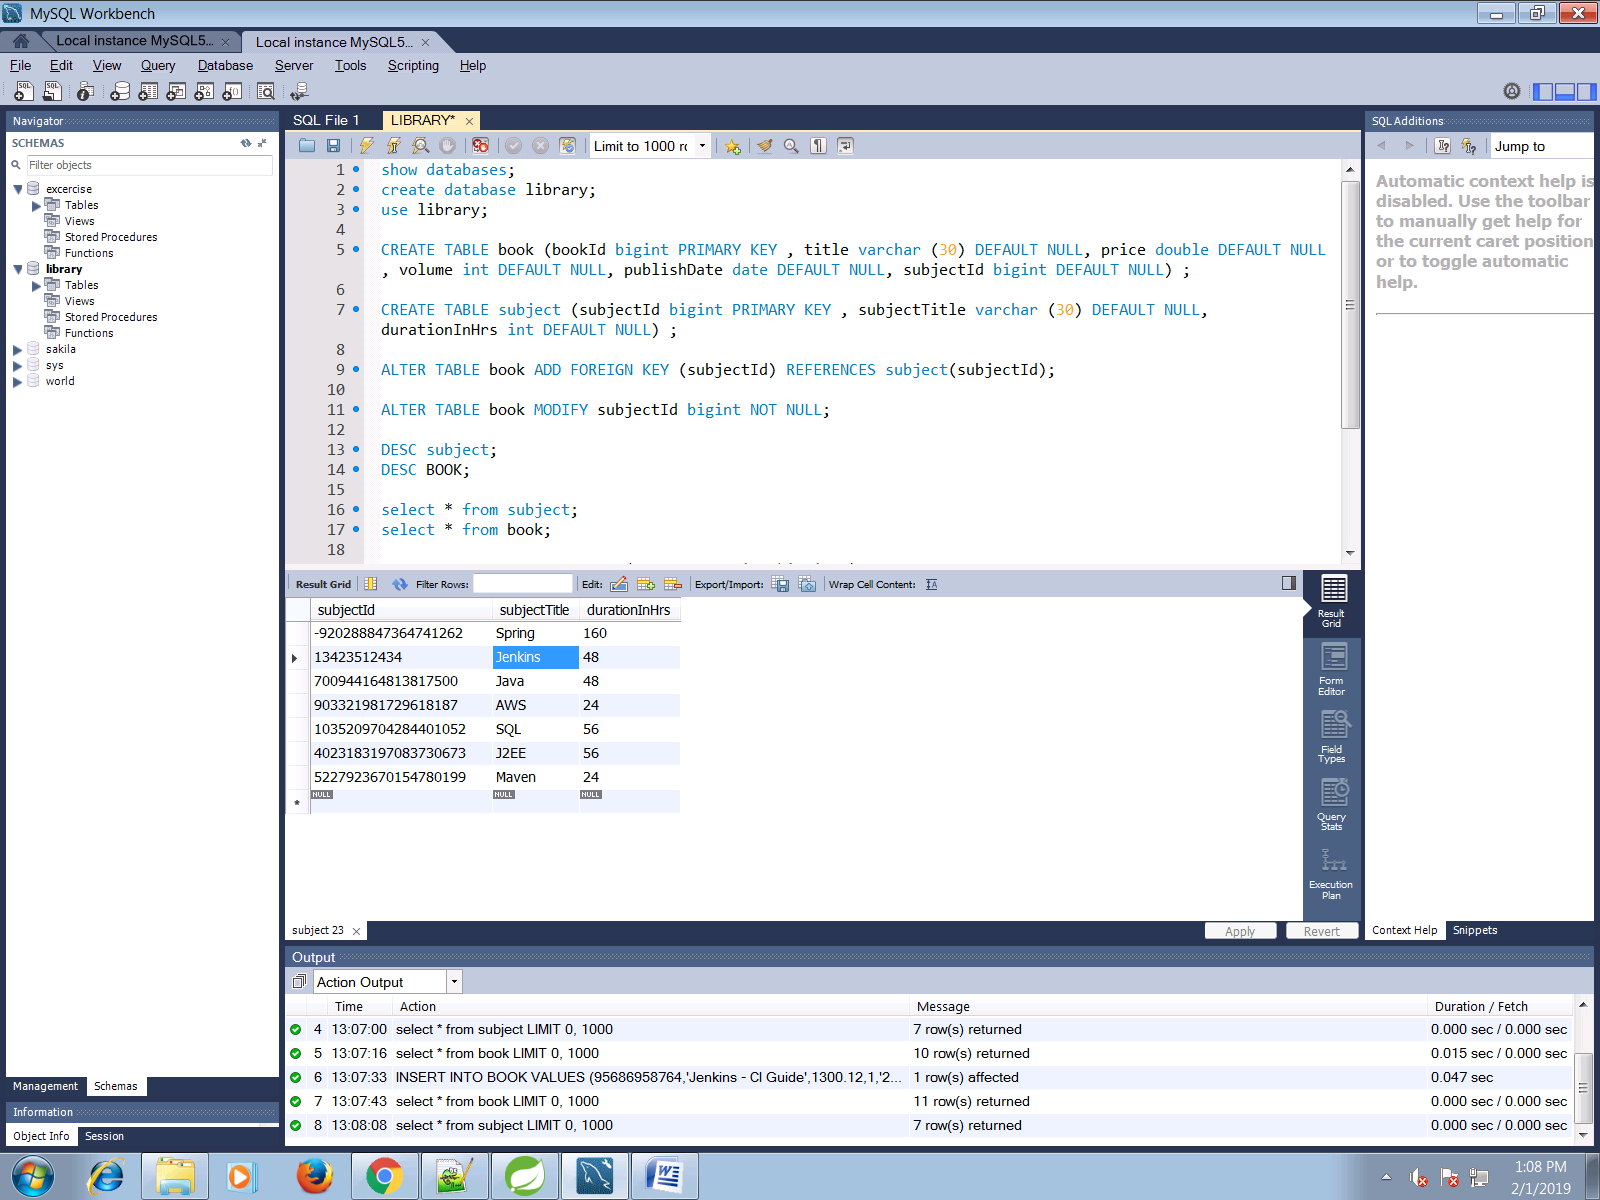 MySQL Workbench
Local instance MySQL5...
Local instance MySQL5...
File Edit View Query Database Server Tools Scripting Help
Navigator
SCHEMAS
Filter objects
excercise
Tables
Views
Stored Procedures
Functions
library
Tables
Views
Stored Procedures
Functions
sakila
sys
world
Management Schemas
Information
Object Info Session
SQL File 1 LIBRARY*
Limit to 1000 rc
1 show databases;
2 create database library;
3 use library;
4
5 CREATE TABLE book (bookId bigint PRIMARY KEY , title varchar (30) DEFAULT NULL, price double DEFAULT NULL
, volume int DEFAULT NULL, publishDate date DEFAULT NULL, subjectId bigint DEFAULT NULL) ;
6
7 CREATE TABLE subject (subjectId bigint PRIMARY KEY , subjectTitle varchar (30) DEFAULT NULL,
durationInHrs int DEFAULT NULL) ;
8
9 ALTER TABLE book ADD FOREIGN KEY (subjectId) REFERENCES subject(subjectId);
10
11 ALTER TABLE book MODIFY subjectId bigint NOT NULL;
12
13 DESC subject;
14 DESC BOOK;
15
16 select * from subject;
17 select * from book;
18
Result Grid Filter Rows: Edit: Export/Import: Wrap Cell Content:
subjectId subjectTitle durationInHrs
-920288847364741262 Spring 160
13423512434 Jenkins 48
700944164813817500 Java 48
903321981729618187 AWS 24
1035209704284401052 SQL 56
4023183197083730673 J2EE 56
5227923670154780199 Maven 24
NULL NULL NULL
Result
Grid
Form
Editor
Field
Types
Query
Stats
Execution
Plan
subject 23
Apply Revert
SQL Additions
Jump to
Automatic context help is
disabled. Use the toolbar
to manually get help for
the current caret position
or to toggle automatic
help.
Context Help Snippets
Output
Action Output
Time Action Message Duration / Fetch
4 13:07:00 select * from subject LIMIT 0, 1000 7 row(s) returned 0.000 sec / 0.000 sec
5 13:07:16 select * from book LIMIT 0, 1000 10 row(s) returned 0.015 sec / 0.000 sec
6 13:07:33 INSERT INTO BOOK VALUES (95686958764,'Jenkins - CI Guide',1300.12,1,'2... 1 row(s) affected 0.047 sec
7 13:07:43 select * from book LIMIT 0, 1000 11 row(s) returned 0.000 sec / 0.000 sec
8 13:08:08 select * from subject LIMIT 0, 1000 7 row(s) returned 0.000 sec / 0.000 sec
1:08 PM
2/1/2019